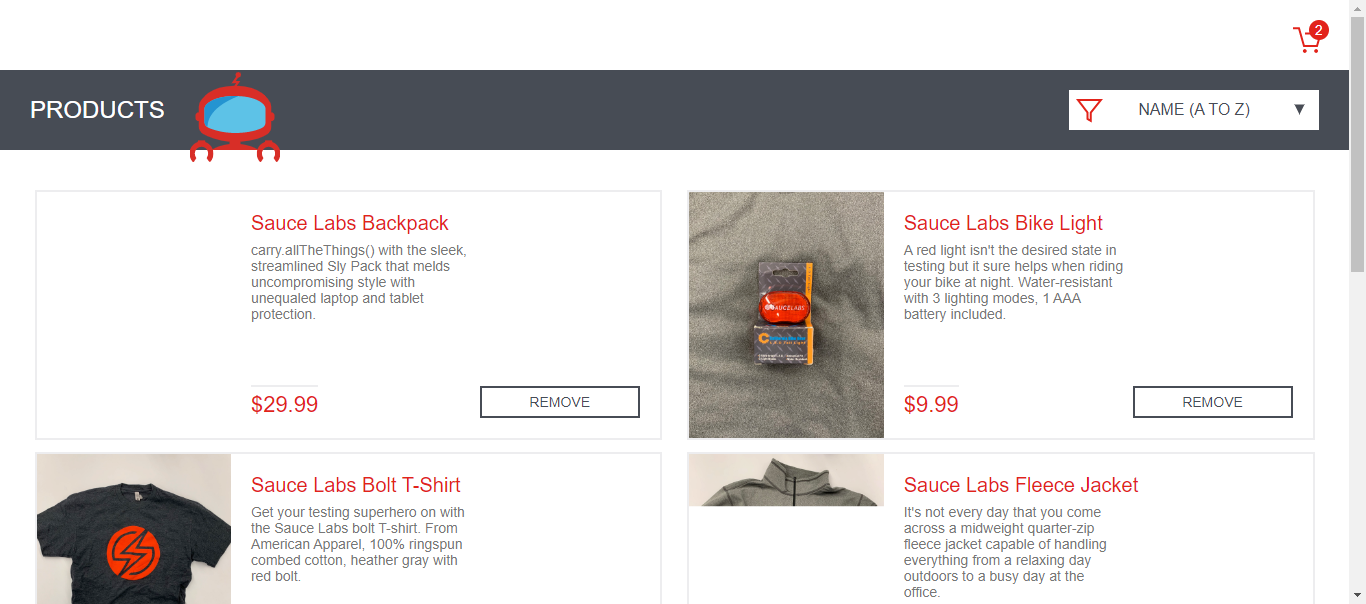 2
PRODUCTS
NAME (A TO Z)
Sauce Labs Backpack
carry.allTheThings() with the sleek,
streamlined Sly Pack that melds
uncompromising style with
unequaled laptop and tablet
protection.
$29.99
REMOVE
Sauce Labs Bike Light
A red light isn't the desired state in
testing but it sure helps when riding
your bike at night. Water-resistant
with 3 lighting modes, 1 AAA
battery included.
$9.99
REMOVE
Sauce Labs Bolt T-Shirt
Get your testing superhero on with
the Sauce Labs bolt T-shirt. From
American Apparel, 100% ringspun
combed cotton, heather gray with
red bolt.
Sauce Labs Fleece Jacket
It's not every day that you come
across a midweight quarter-zip
fleece jacket capable of handling
everything from a relaxing day
outdoors to a busy day at the
office.